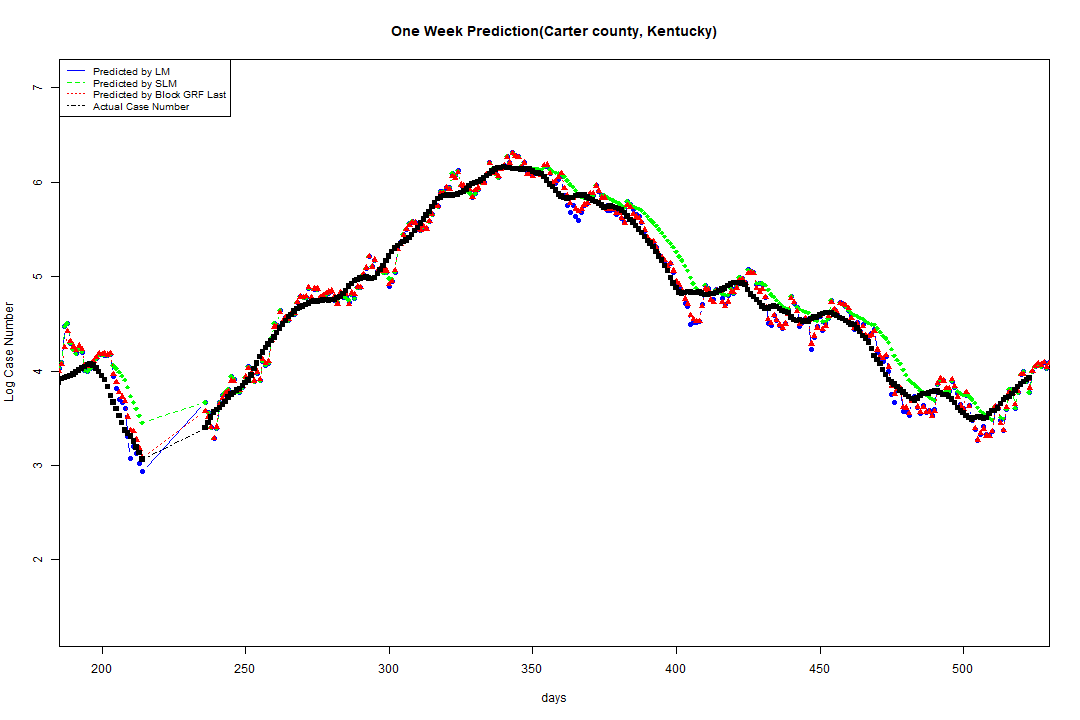 One Week Prediction(Carter county, Kentucky)
Predicted by LM
Predicted by SLM
Predicted by Block GRF Last
Actual Case Number
7
6
5
4
3
2
Log Case Number
200 250 300 350 400 450 500
days